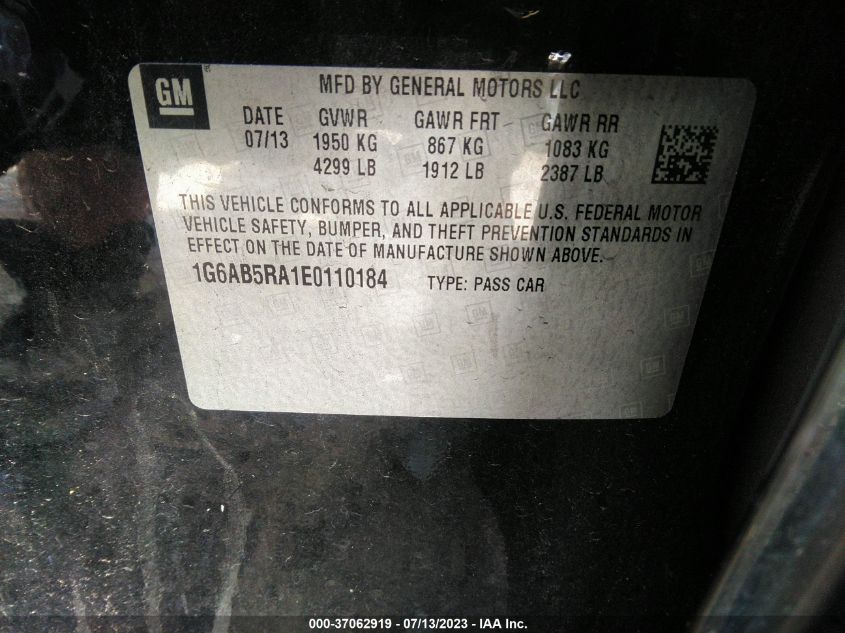 GM
MFD BY GENERAL MOTORS LLC
DATE GVWR GAWR FRT GAWR RR
07/13 1950 KG 867 KG 1083 KG
4299 LB 1912 LB 2387 LB
THIS VEHICLE CONFORMS TO ALL APPLICABLE U.S. FEDERAL MOTOR
VEHICLE SAFETY, BUMPER, AND THEFT PREVENTION STANDARDS IN
EFFECT ON THE DATE OF MANUFACTURE SHOWN ABOVE.
1G6AB5RA1E0110184 TYPE: PASS CAR
000-37062919 - 07/13/2023 - IAA Inc.